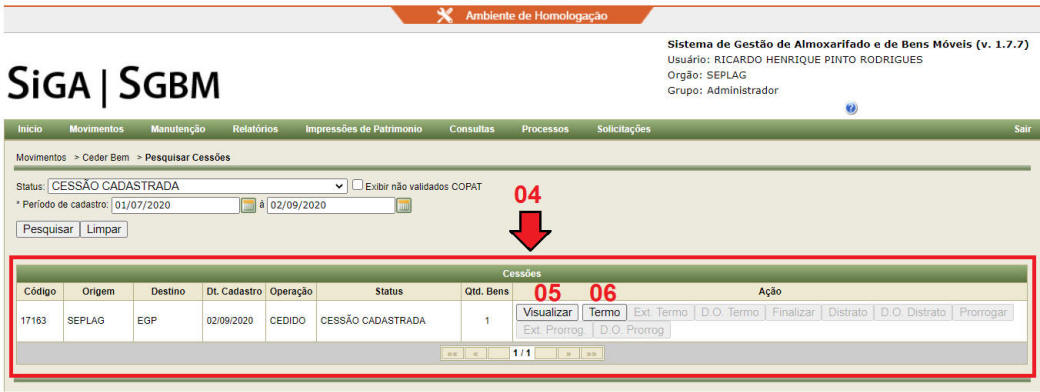 Ambiente de Homologação
Sistema de Gestão de Almoxarifado e de Bens Móveis (v. 1.7.7)
Usuário: RICARDO HENRIQUE PINTO RODRIGUES
Orgão: SEPLAG
Grupo: Administrador
SIGA | SGBM
Início Movimentos Manutenção Relatórios Impressões de Patrimonio Consultas Processos Solicitações Sair
Movimentos > Ceder Bem > Pesquisar Cessões
Status: CESSÃO CADASTRADA Exibir não validados COPAT
* Período de cadastro: 01/07/2020 à 02/09/2020
04
Pesquisar Limpar
Cessões
Código Origem Destino Dt. Cadastro Operação Status Qtd. Bens Ação
05 06
17163 SEPLAG EGP 02/09/2020 CEDIDO CESSÃO CADASTRADA 1 Visualizar Termo Ext. Termo D.O. Termo Finalizar Distrato D.O. Distrato Prorrogar
Ext. Prorrog. D.O. Prorrog
«« « 1 / 1 » »»